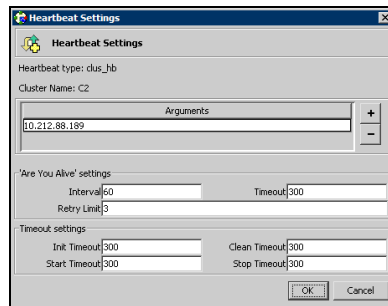 Heartbeat Settings
Heartbeat Settings
Heartbeat type: clus_hb
Cluster Name: C2
Arguments
10.212.88.189
+
-
'Are You Alive' settings
Interval 60 Timeout 300
Retry Limit 3
Timeout settings
Init Timeout 300 Clean Timeout 300
Start Timeout 300 Stop Timeout 300
OK Cancel